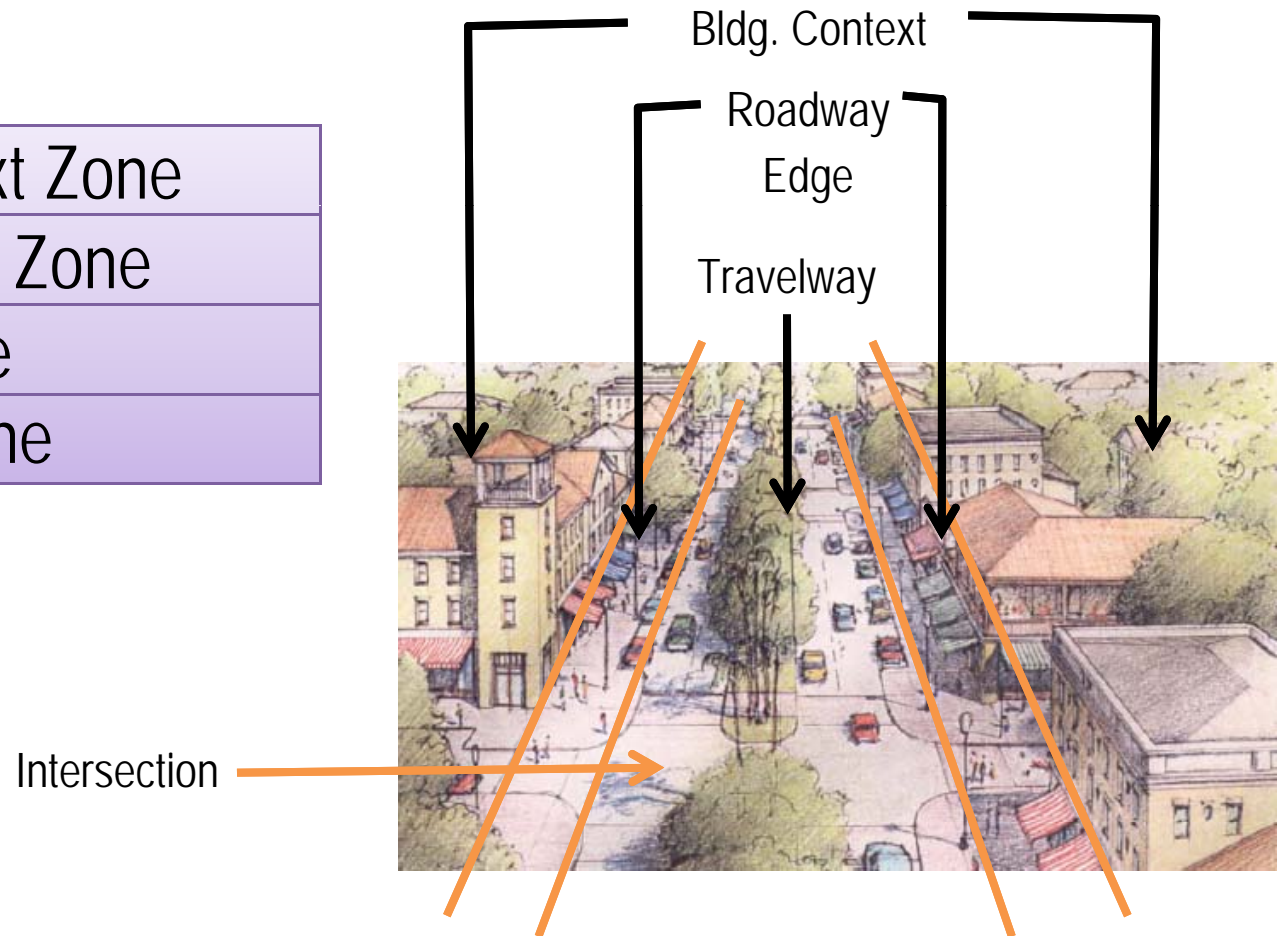 Bldg. Context
Roadway
Edge
Travelway
xt Zone
Zone
e
ne
Intersection